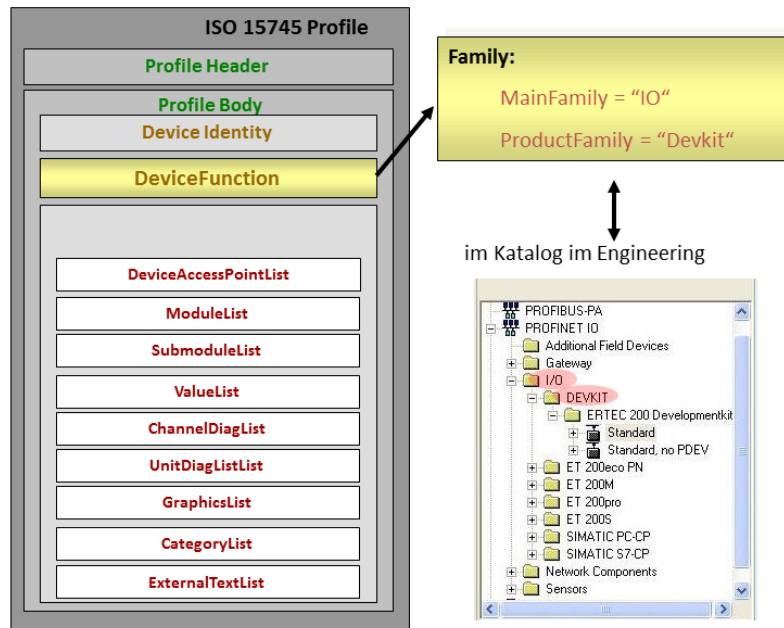 ISO 15745 Profile
Profile Header
Profile Body
Device Identity
DeviceFunction
DeviceAccessPointList
ModuleList
SubmoduleList
ValueList
ChannelDiagList
UnitDiagListList
GraphicsList
CategoryList
ExternalTextList
Family:
MainFamily = “IO“
ProductFamily = “Devkit“
im Katalog im Engineering
PROFIBUS-PA
PROFINET IO
Additional Field Devices
Gateway
I/O
DEVKIT
ERTEC 200 Developmentkit
Standard
Standard, no PDEV
ET 200eco PN
ET 200M
ET 200pro
ET 200S
SIMATIC PC-CP
SIMATIC S7-CP
Network Components
Sensors